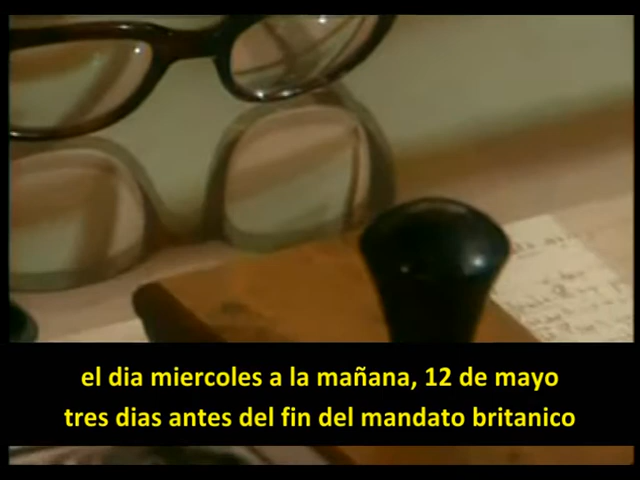 el dia miercoles a la mañana, 12 de mayo
tres dias antes del fin del mandato britanico